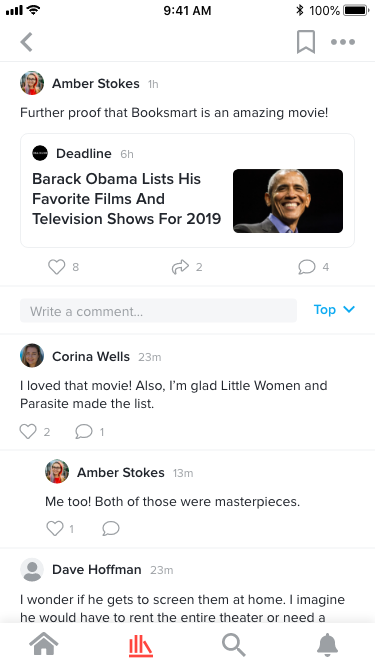 9:41 AM
100%
Amber Stokes 1h
Further proof that Booksmart is an amazing movie!
Deadline 6h
Barack Obama Lists His
Favorite Films And
Television Shows For 2019
8 2 4
Write a comment...
Top
Corina Wells 23m
I loved that movie! Also, I’m glad Little Women and
Parasite made the list.
2 1
Amber Stokes 13m
Me too! Both of those were masterpieces.
1
Dave Hoffman 23m
I wonder if he gets to screen them at home. I imagine
he would have to rent the entire theater or need a